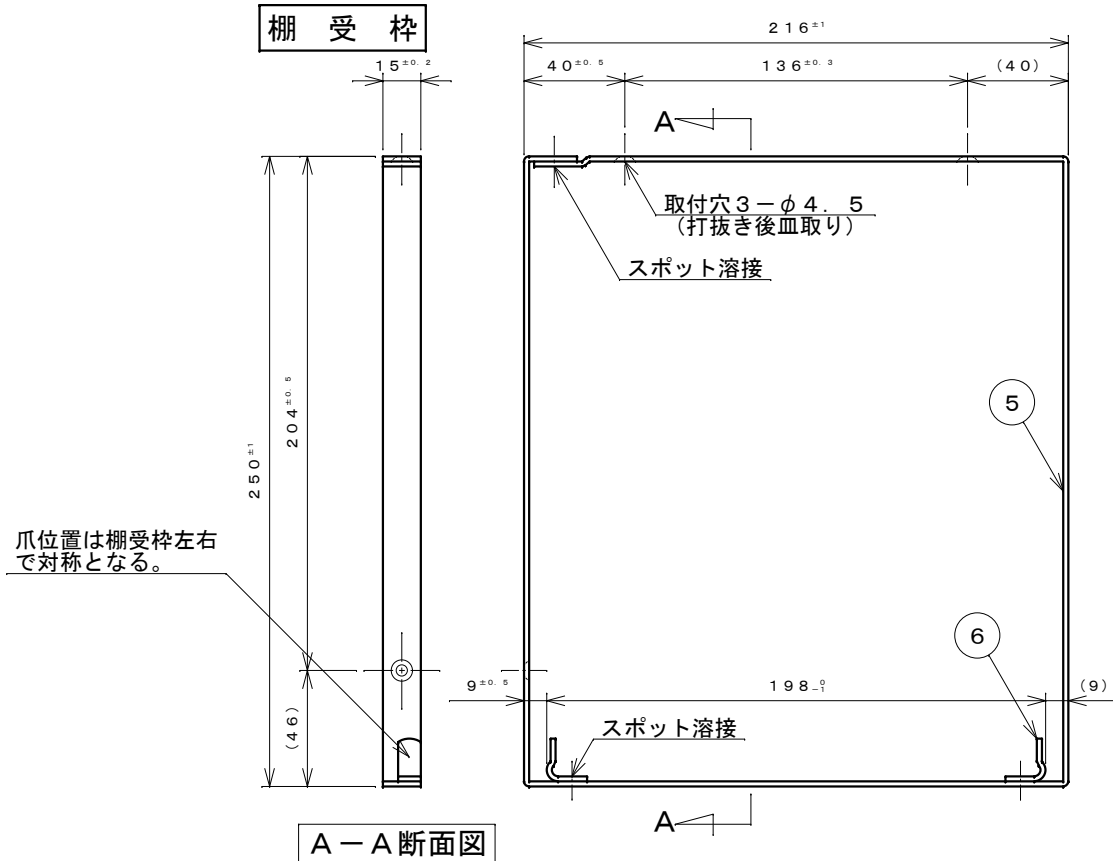 棚 受 枠
216±1
15±0.2
40±0.5
136±0.3
(40)
A
取付穴3-φ4.5
(打抜き後皿取り)
スポット溶接
250±1
204±0.5
5
爪位置は棚受枠左右
で対称となる。
6
9±0.5
198 0 -1
(9)
(46)
スポット溶接
A
A-A断面図